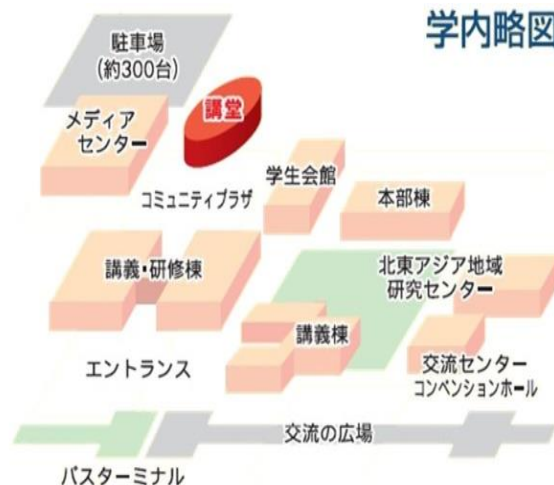 学内略図
駐車場
(約300台)
講堂
メディア
センター
コミュニティプラザ
学生会館
本部棟
講義・研修棟
北東アジア地域
研究センター
講義棟
エントランス
交流センター
コンベンションホール
交流の広場
バスターミナル